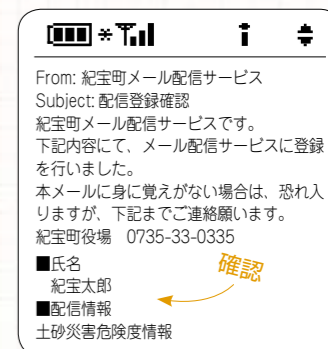 From: 紀宝町メール配信サービス
Subject: 配信登録確認
紀宝町メール配信サービスです。
下記内容にて、メール配信サービスに登録
を行いました。
本メールに身に覚えがない場合は、恐れ入
りますが、下記までご連絡願います。
紀宝町役場　0735-33-0335
■氏名
紀宝太郎
確認
■配信情報
土砂災害危険度情報